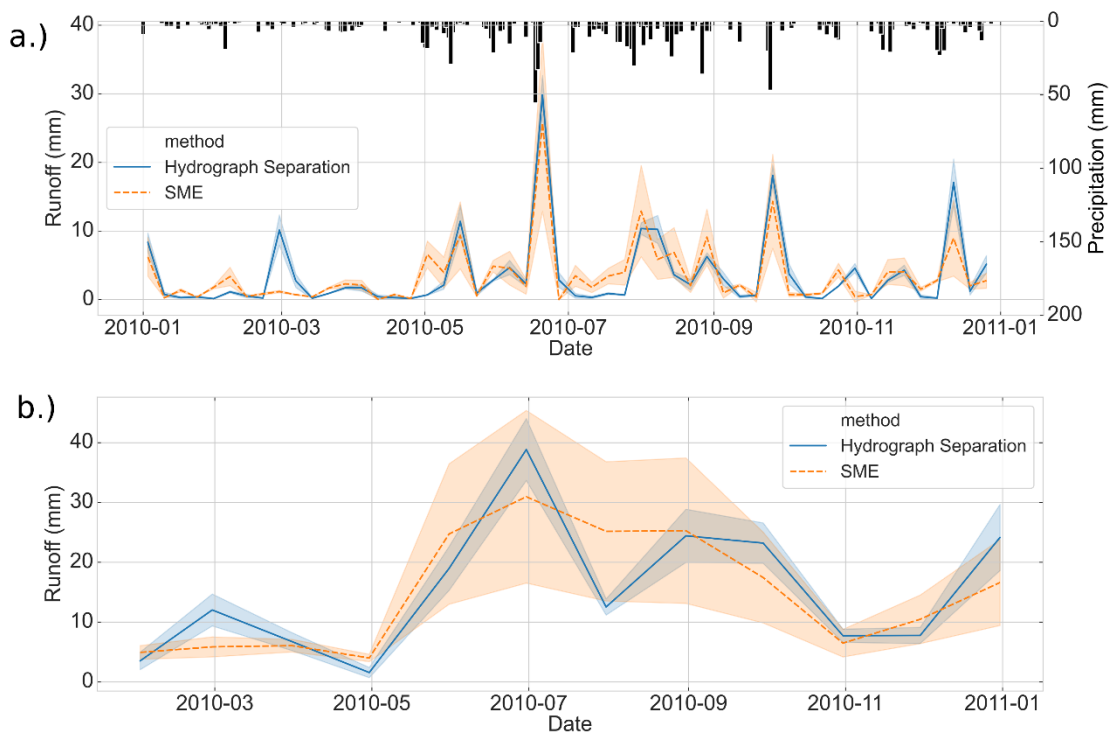 a.)
40
30
20
10
0
Runoff (mm)
0
50
100
150
200
Precipitation (mm)
method
Hydrograph Separation
SME
2010-01 2010-03 2010-05 2010-07 2010-09 2010-11 2011-01
Date
b.)
40
30
20
10
0
Runoff (mm)
method
Hydrograph Separation
SME
2010-03 2010-05 2010-07 2010-09 2010-11 2011-01
Date